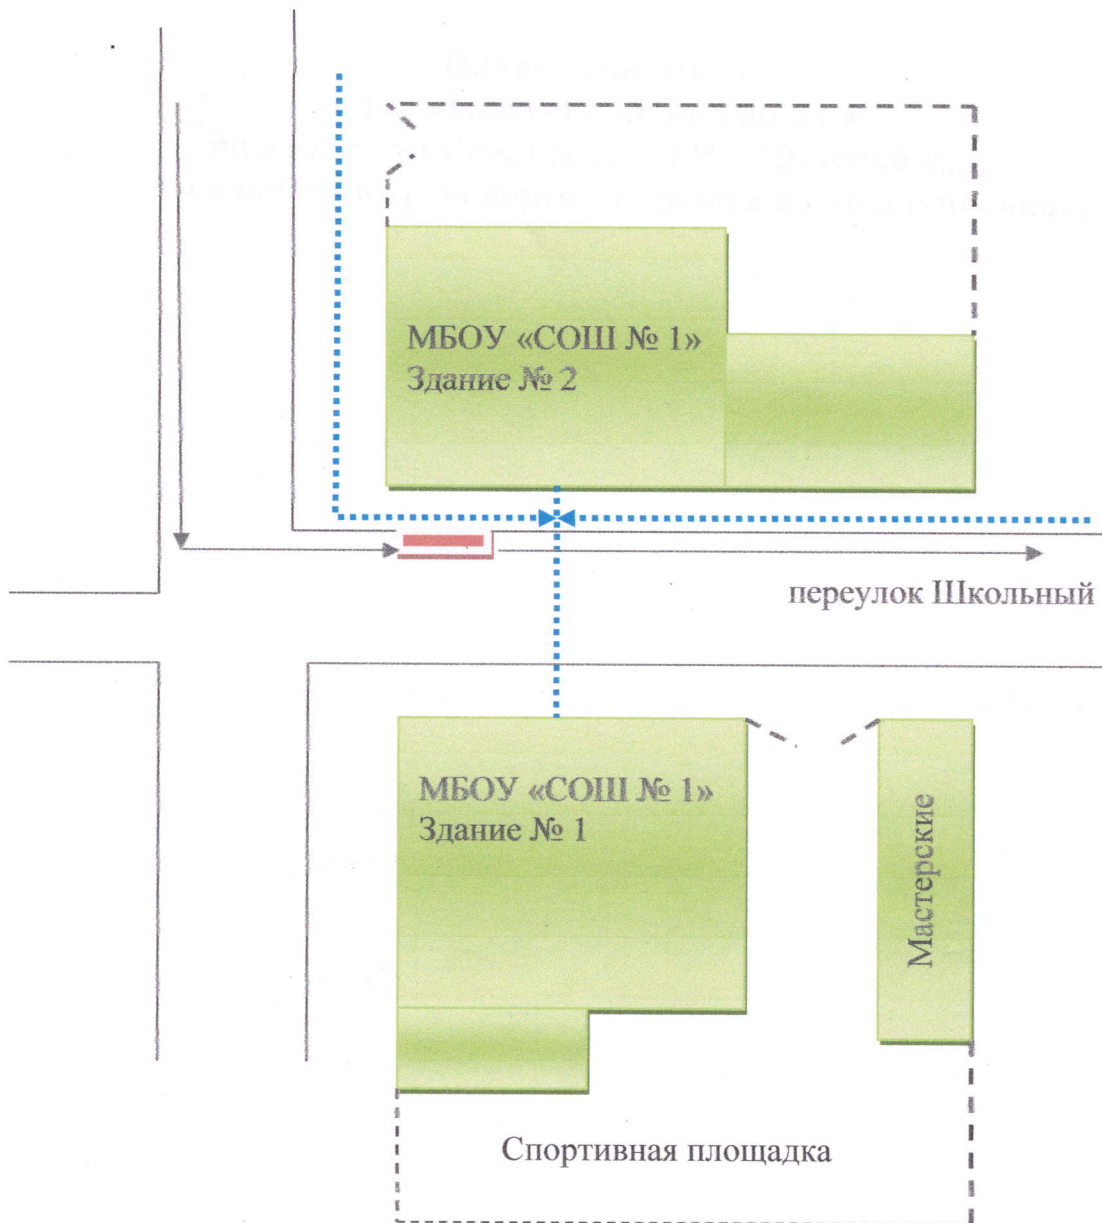 МБОУ «СОШ № 1»
Здание № 2
переулок Школьный
МБОУ «СОШ № 1»
Здание № 1
Мастерские
Спортивная площадка